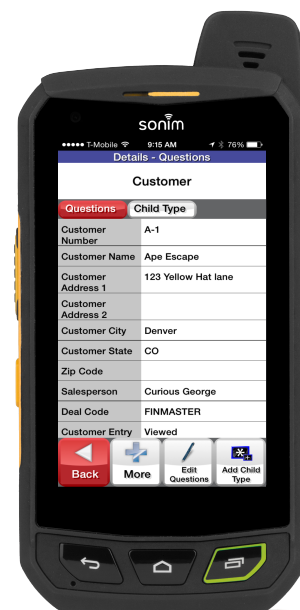 sonim
T-Mobile 9:15 AM 76%
Details - Questions
Customer
Questions Child Type
Customer Number A-1
Customer Name Ape Escape
Customer Address 1 123 Yellow Hat lane
Customer Address 2
Customer City Denver
Customer State CO
Zip Code
Salesperson Curious George
Deal Code FINMASTER
Customer Entry Viewed
Back More Edit Questions Add Child Type